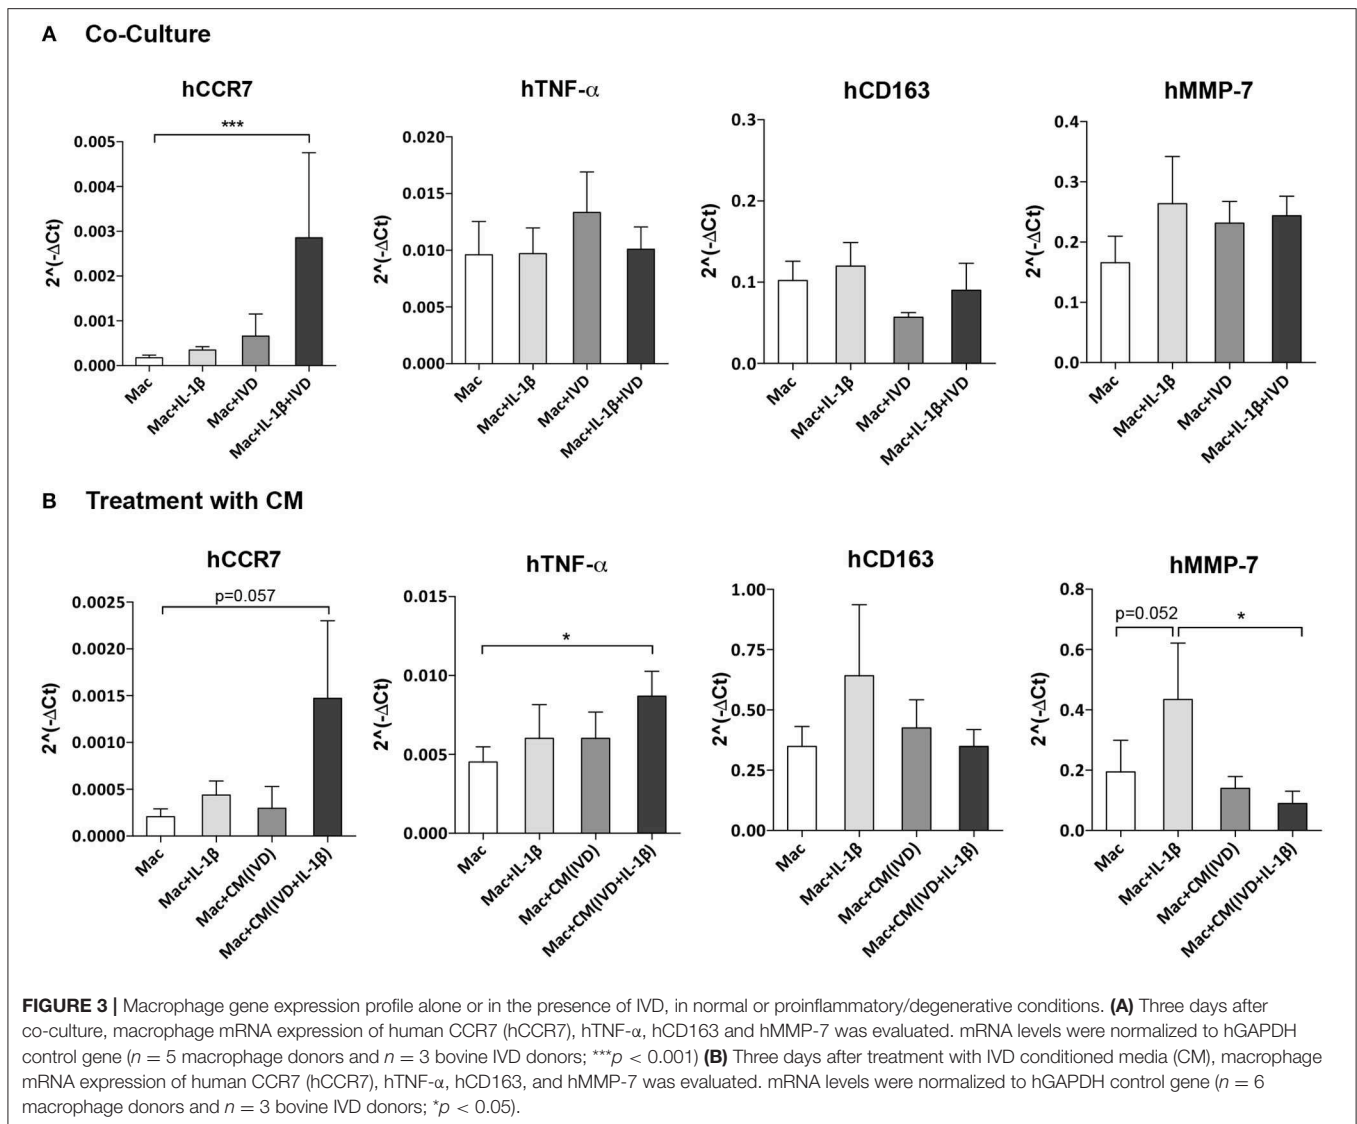 A Co-Culture
hCCR7
***
0.005
0.004
0.003
0.002
0.001
0.000
2^(-ΔCt)
Mac
Mac+IL-1β
Mac+IVD
Mac+IL-1β+IVD
hTNF-α
0.020
0.015
0.010
0.005
0.000
2^(-ΔCt)
Mac
Mac+IL-1β
Mac+IVD
Mac+IL-1β+IVD
hCD163
0.3
0.2
0.1
0.0
2^(-ΔCt)
Mac
Mac+IL-1β
Mac+IVD
Mac+IL-1β+IVD
hMMP-7
0.4
0.3
0.2
0.1
0.0
2^(-ΔCt)
Mac
Mac+IL-1β
Mac+IVD
Mac+IL-1β+IVD
B Treatment with CM
hCCR7
p=0.057
0.0025
0.0020
0.0015
0.0010
0.0005
0.0000
2^(-ΔCt)
Mac
Mac+IL-1β
Mac+CM(IVD)
Mac+CM(IVD+IL-1β)
hTNF-α
*
0.015
0.010
0.005
0.000
2^(-ΔCt)
Mac
Mac+IL-1β
Mac+CM(IVD)
Mac+CM(IVD+IL-1β)
hCD163
1.00
0.75
0.50
0.25
0.00
2^(-ΔCt)
Mac
Mac+IL-1β
Mac+CM(IVD)
Mac+CM(IVD+IL-1β)
hMMP-7
p=0.052
*
0.8
0.6
0.4
0.2
0.0
2^(-ΔCt)
Mac
Mac+IL-1β
Mac+CM(IVD)
Mac+CM(IVD+IL-1β)
FIGURE 3 | Macrophage gene expression profile alone or in the presence of IVD, in normal or proinflammatory/degenerative conditions. (A) Three days after
co-culture, macrophage mRNA expression of human CCR7 (hCCR7), hTNF-α, hCD163 and hMMP-7 was evaluated. mRNA levels were normalized to hGAPDH
control gene (n = 5 macrophage donors and n = 3 bovine IVD donors; ***p < 0.001) (B) Three days after treatment with IVD conditioned media (CM), macrophage
mRNA expression of human CCR7 (hCCR7), hTNF-α, hCD163, and hMMP-7 was evaluated. mRNA levels were normalized to hGAPDH control gene (n = 6
macrophage donors and n = 3 bovine IVD donors; *p < 0.05).